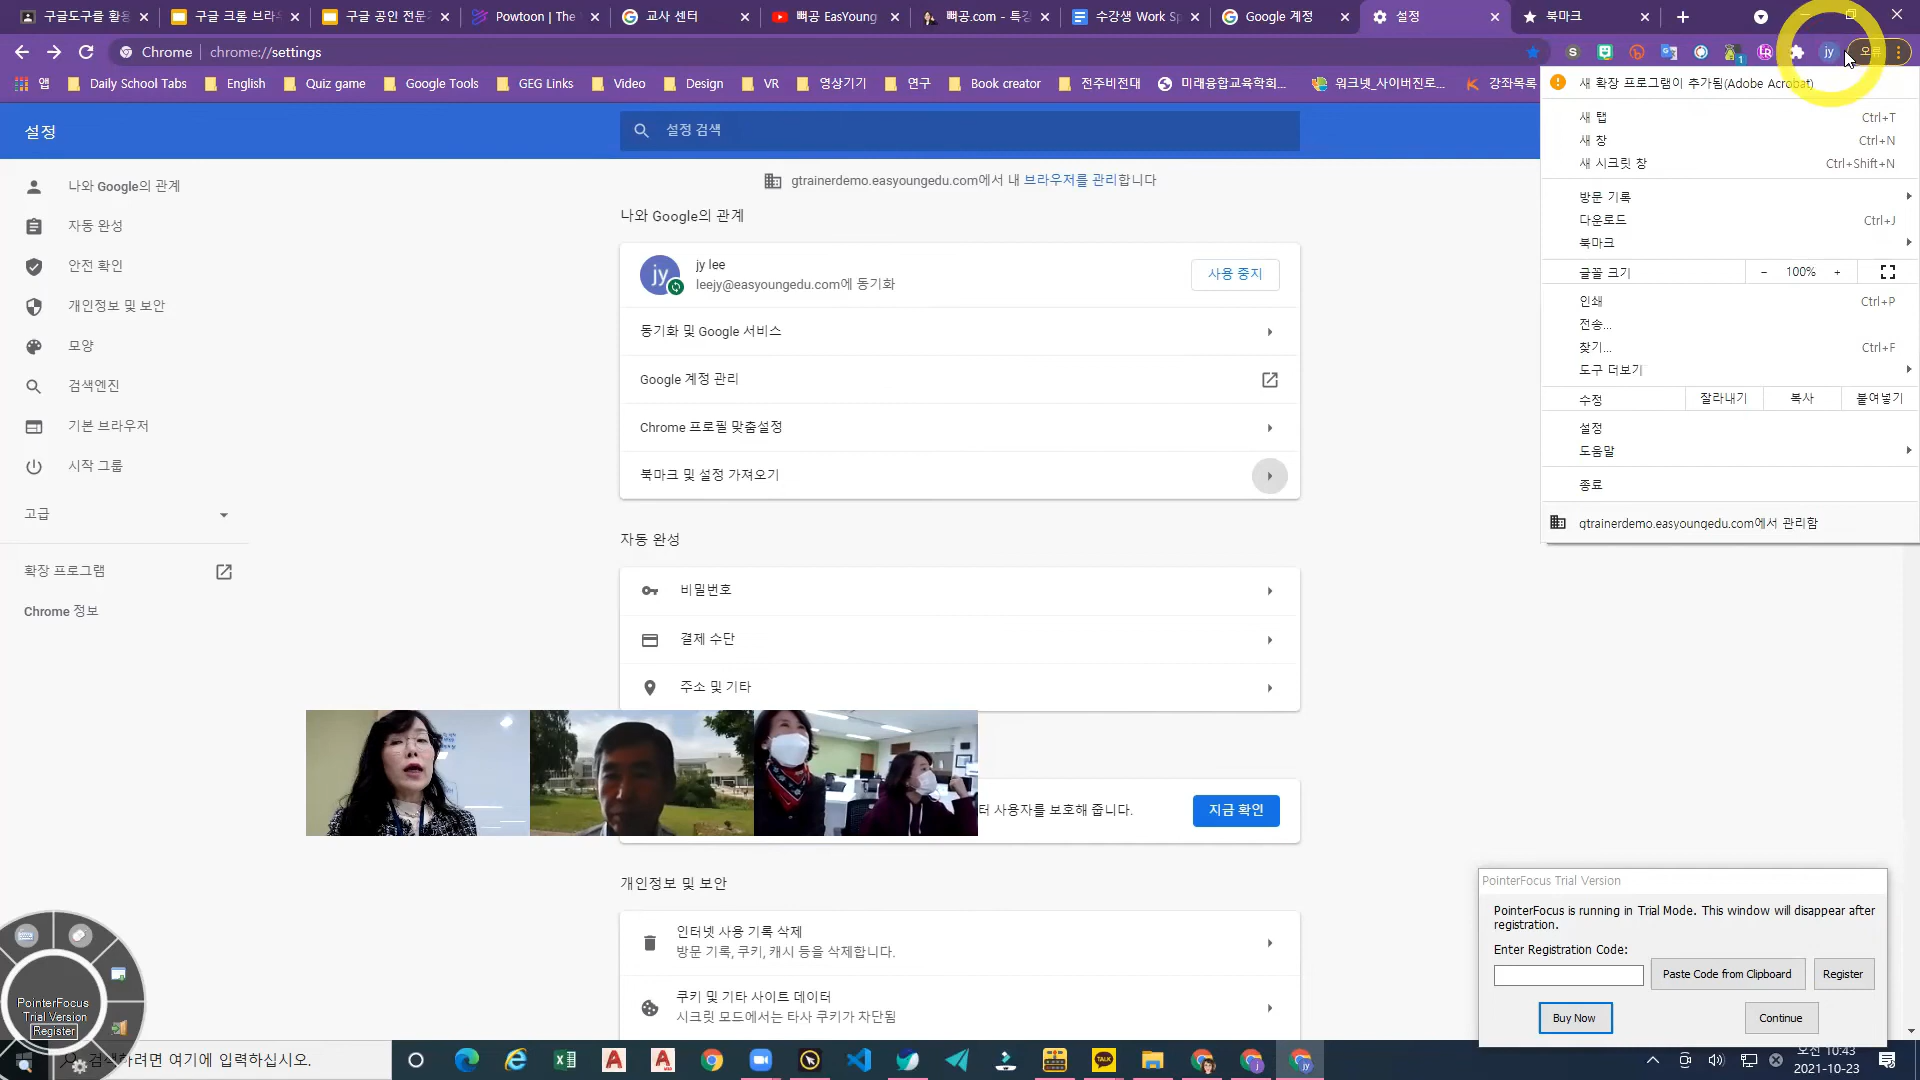 구글도구를 활용
구글 크롬 브라우
구글 공인 전문가
Powtoon | The
교사 센터
뼈공 EasYoung
뼈공.com - 특강
수강생 Work Sp
Google 계정
설정
북마크
Chrome
chrome://settings
오류
앱
Daily School Tabs
English
Quiz game
Google Tools
GEG Links
Video
Design
VR
영상기기
연구
Book creator
전주비전대
미래융합교육학회...
워크넷_사이버진로...
강좌목록
설정
설정 검색
나와 Google의 관계
자동 완성
안전 확인
개인정보 및 보안
모양
검색엔진
기본 브라우저
시작 그룹
고급
확장 프로그램
Chrome 정보
gtrainerdemo.easyoungedu.com에서 내 브라우저를 관리합니다
나와 Google의 관계
jy
jy lee
leejy@easyoungedu.com에 동기화
사용 중지
동기화 및 Google 서비스
Google 계정 관리
Chrome 프로필 맞춤설정
북마크 및 설정 가져오기
자동 완성
비밀번호
결제 수단
주소 및 기타
터 사용자를 보호해 줍니다.
지금 확인
개인정보 및 보안
인터넷 사용 기록 삭제
방문 기록, 쿠키, 캐시 등을 삭제합니다.
쿠키 및 기타 사이트 데이터
시크릿 모드에서는 타사 쿠키가 차단됨
새 확장 프로그램이 추가됨(Adobe Acrobat)
새 탭 Ctrl+T
새 창 Ctrl+N
새 시크릿 창 Ctrl+Shift+N
방문 기록
다운로드 Ctrl+J
북마크
글꼴 크기 - 100% +
인쇄 Ctrl+P
전송...
찾기... Ctrl+F
도구 더보기
수정 잘라내기 복사 붙여넣기
설정
도움말
종료
gtrainerdemo.easyoungedu.com에서 관리함
PointerFocus Trial Version
PointerFocus is running in Trial Mode. This window will disappear after
registration.
Enter Registration Code:
Paste Code from Clipboard
Register
Buy Now
Continue
PointerFocus
Trial Version
Register
검색하려면 여기에 입력하십시오.
오전 10:43
2021-10-23